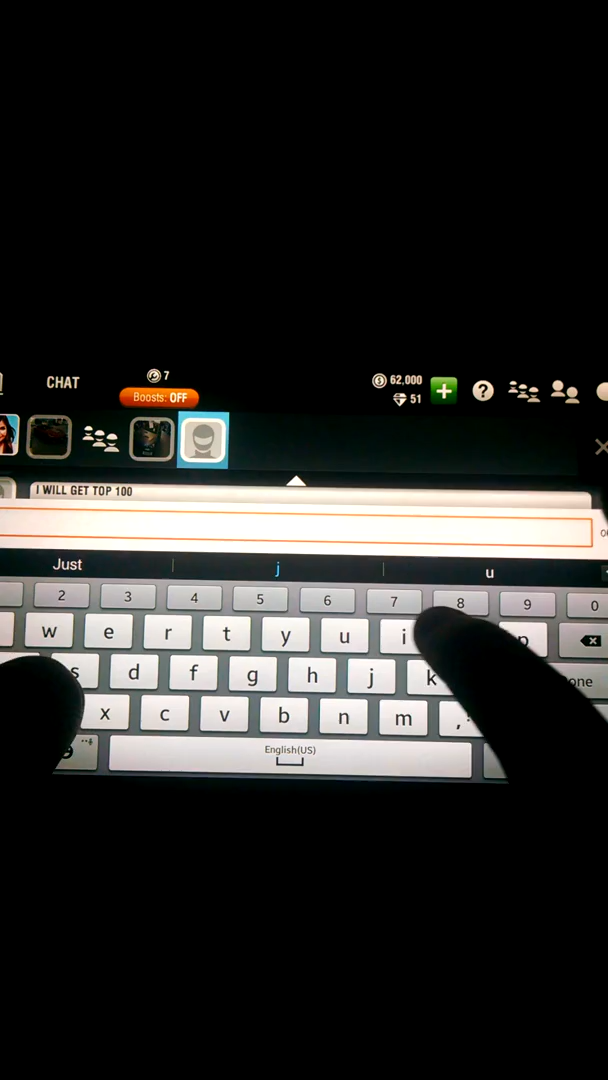 7
CHAT
62,000
Boosts: OFF
51
?
I WILL GET TOP 100
Just j u
2 3 4 5 6 7 8 9 0
w e r t y u i p
s d f g h j k one
x c v b n m ,
English(US)